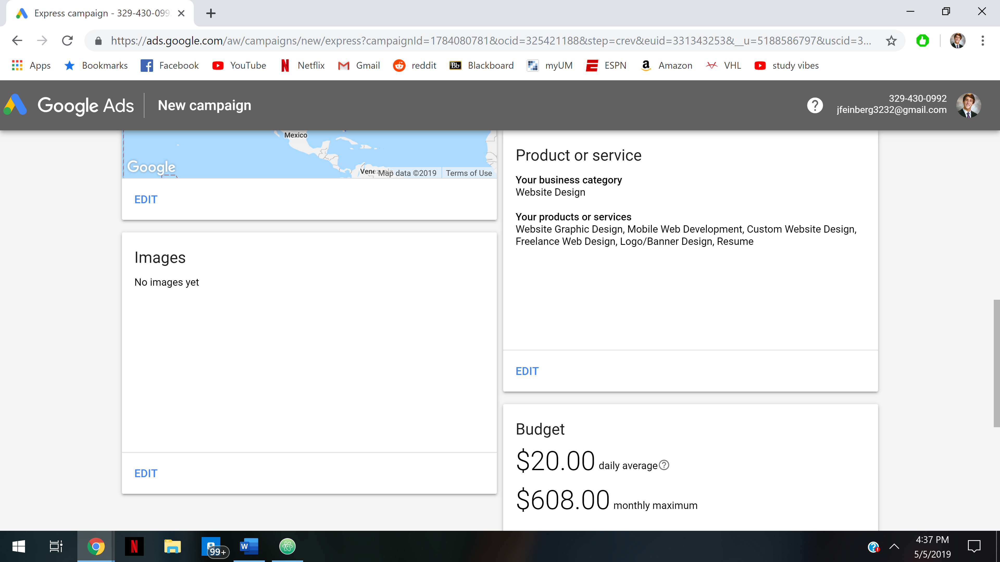 Express campaign - 329-430-099
https://ads.google.com/aw/campaigns/new/express?campaignId=1784080781&ocid=325421188&step=crev&euid=331343253&__u=5188586797&uscid=3...
Apps Bookmarks Facebook YouTube Netflix Gmail reddit Bb Blackboard myUM ESPN Amazon VHL study vibes
Google Ads New campaign
329-430-0992
jfeinberg3232@gmail.com
Mexico
Google
Venezuela Map data ©2019 Terms of Use
EDIT
Images
No images yet
EDIT
Product or service
Your business category
Website Design
Your products or services
Website Graphic Design, Mobile Web Development, Custom Website Design,
Freelance Web Design, Logo/Banner Design, Resume
EDIT
Budget
$20.00 daily average
$608.00 monthly maximum
99+
4:37 PM
5/5/2019